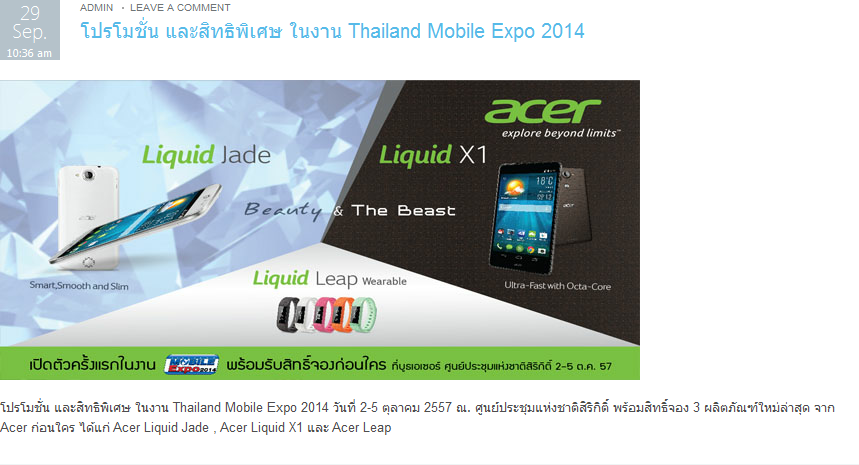 29
Sep.
10:36 am
ADMIN • LEAVE A COMMENT
โปรโมชั่น และสิทธิพิเศษ ในงาน Thailand Mobile Expo 2014
acer
explore beyond limits™
Liquid Jade
Liquid X1
Beauty & The Beast
Smart,Smooth and Slim
Ultra-Fast with Octa-Core
Liquid Leap Wearable
เปิดตัวครั้งแรกในงาน MOBILE EXPO 2014 พร้อมรับสิทธิ์จองก่อนใคร ที่บูธเอเซอร์ ศูนย์ประชุมแห่งชาติสิริกิติ์ 2-5 ต.ค. 57
โปรโมชั่น และสิทธิพิเศษ ในงาน Thailand Mobile Expo 2014 วันที่ 2-5 ตุลาคม 2557 ณ. ศูนย์ประชุมแห่งชาติสิริกิติ์ พร้อมสิทธิ์จอง 3 ผลิตภัณฑ์ใหม่ล่าสุด จาก
Acer ก่อนใคร ได้แก่ Acer Liquid Jade , Acer Liquid X1 และ Acer Leap